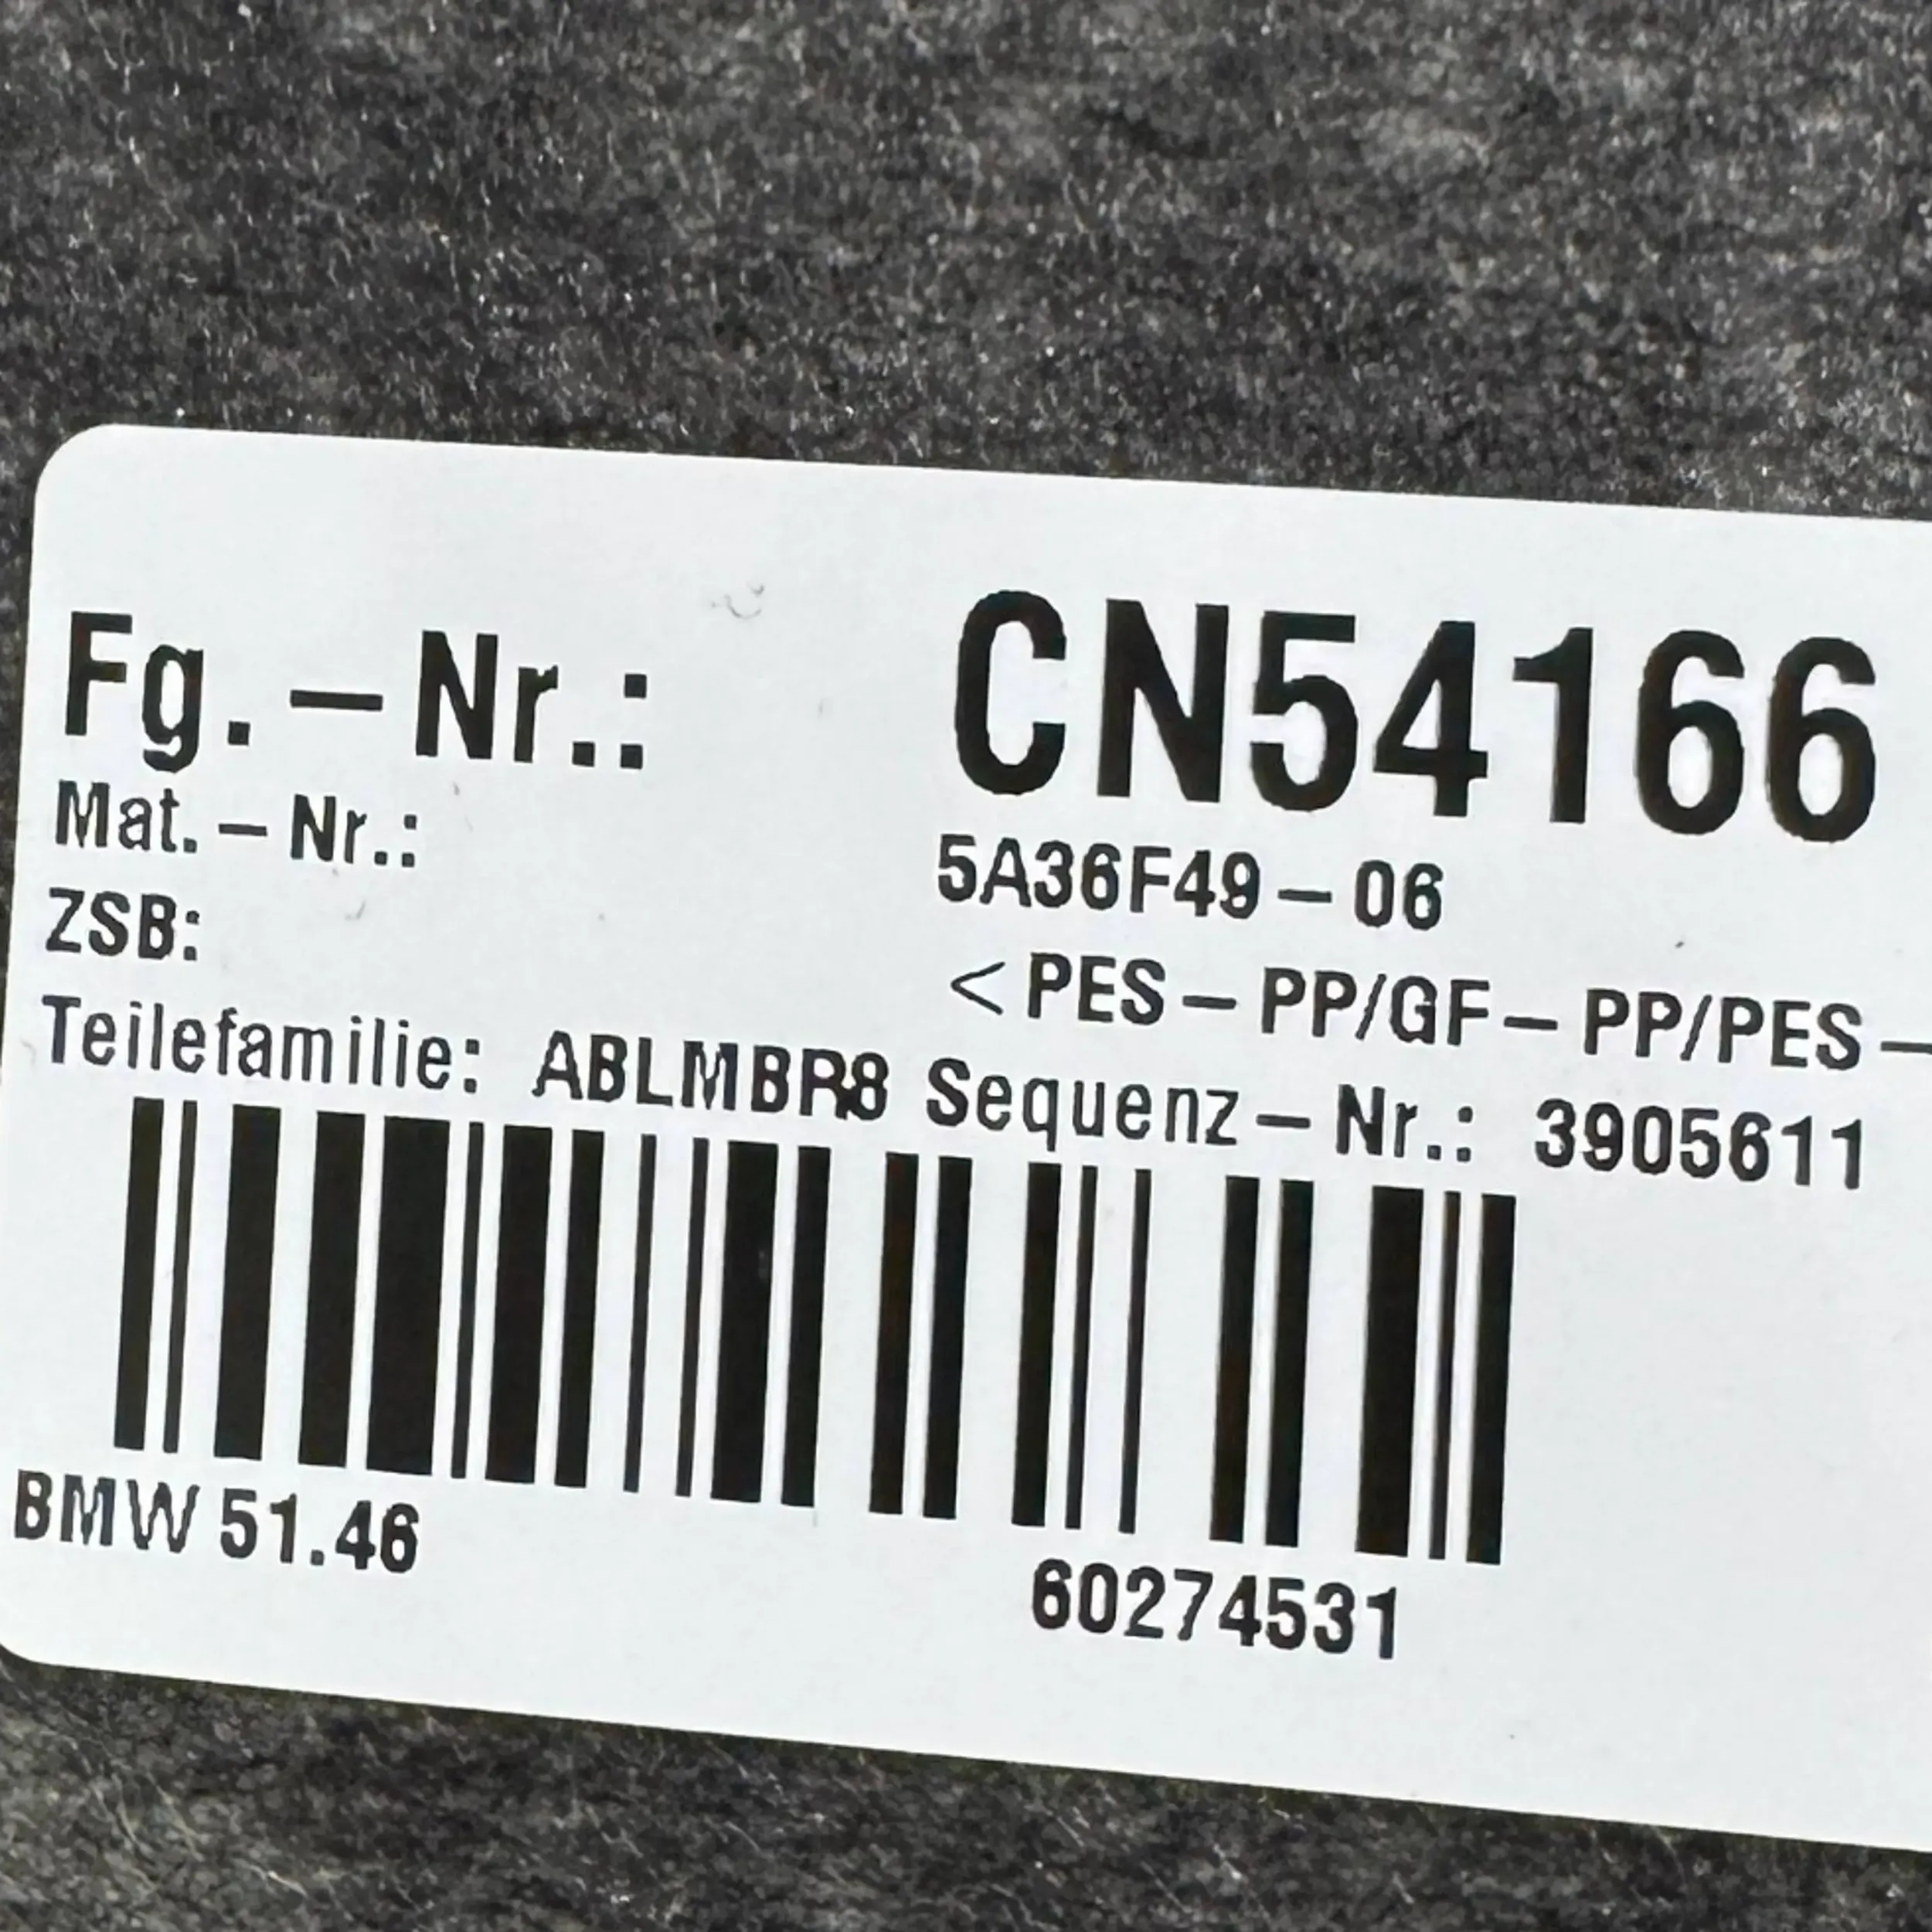 Fg.-Nr.: CN54166
Mat.-Nr.: 5A36F49-06
ZSB: <PES-PP/GF-PP/PES-
Teilefamilie: ABLMBR8 Sequenz-Nr.: 3905611
BMW 51.46 60274531